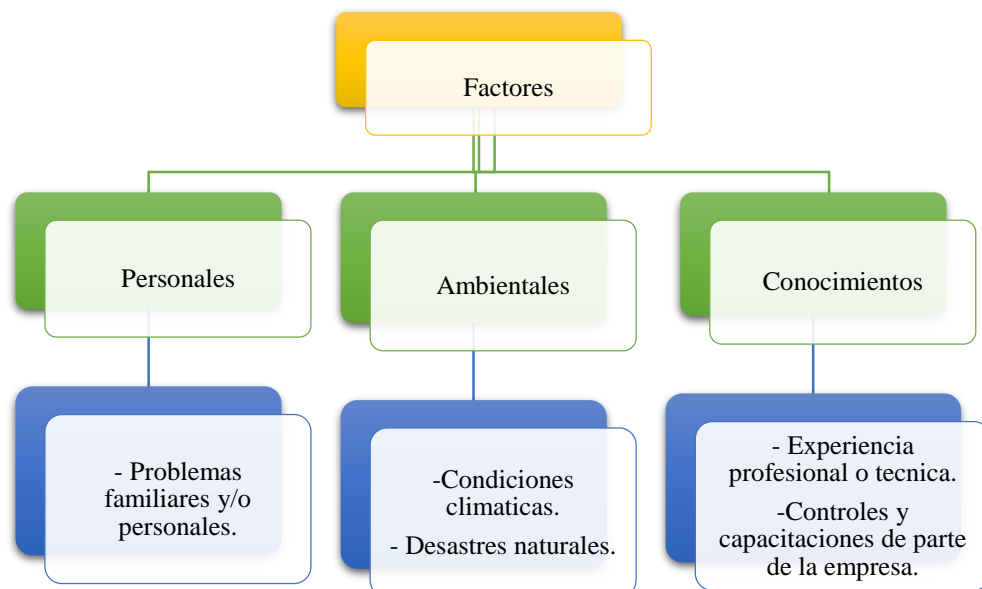 Factores
Personales
Ambientales
Conocimientos
- Problemas
familiares y/o
personales.
-Condiciones
climaticas.
- Desastres naturales.
- Experiencia
profesional o tecnica.
-Controles y
capacitaciones de parte
de la empresa.